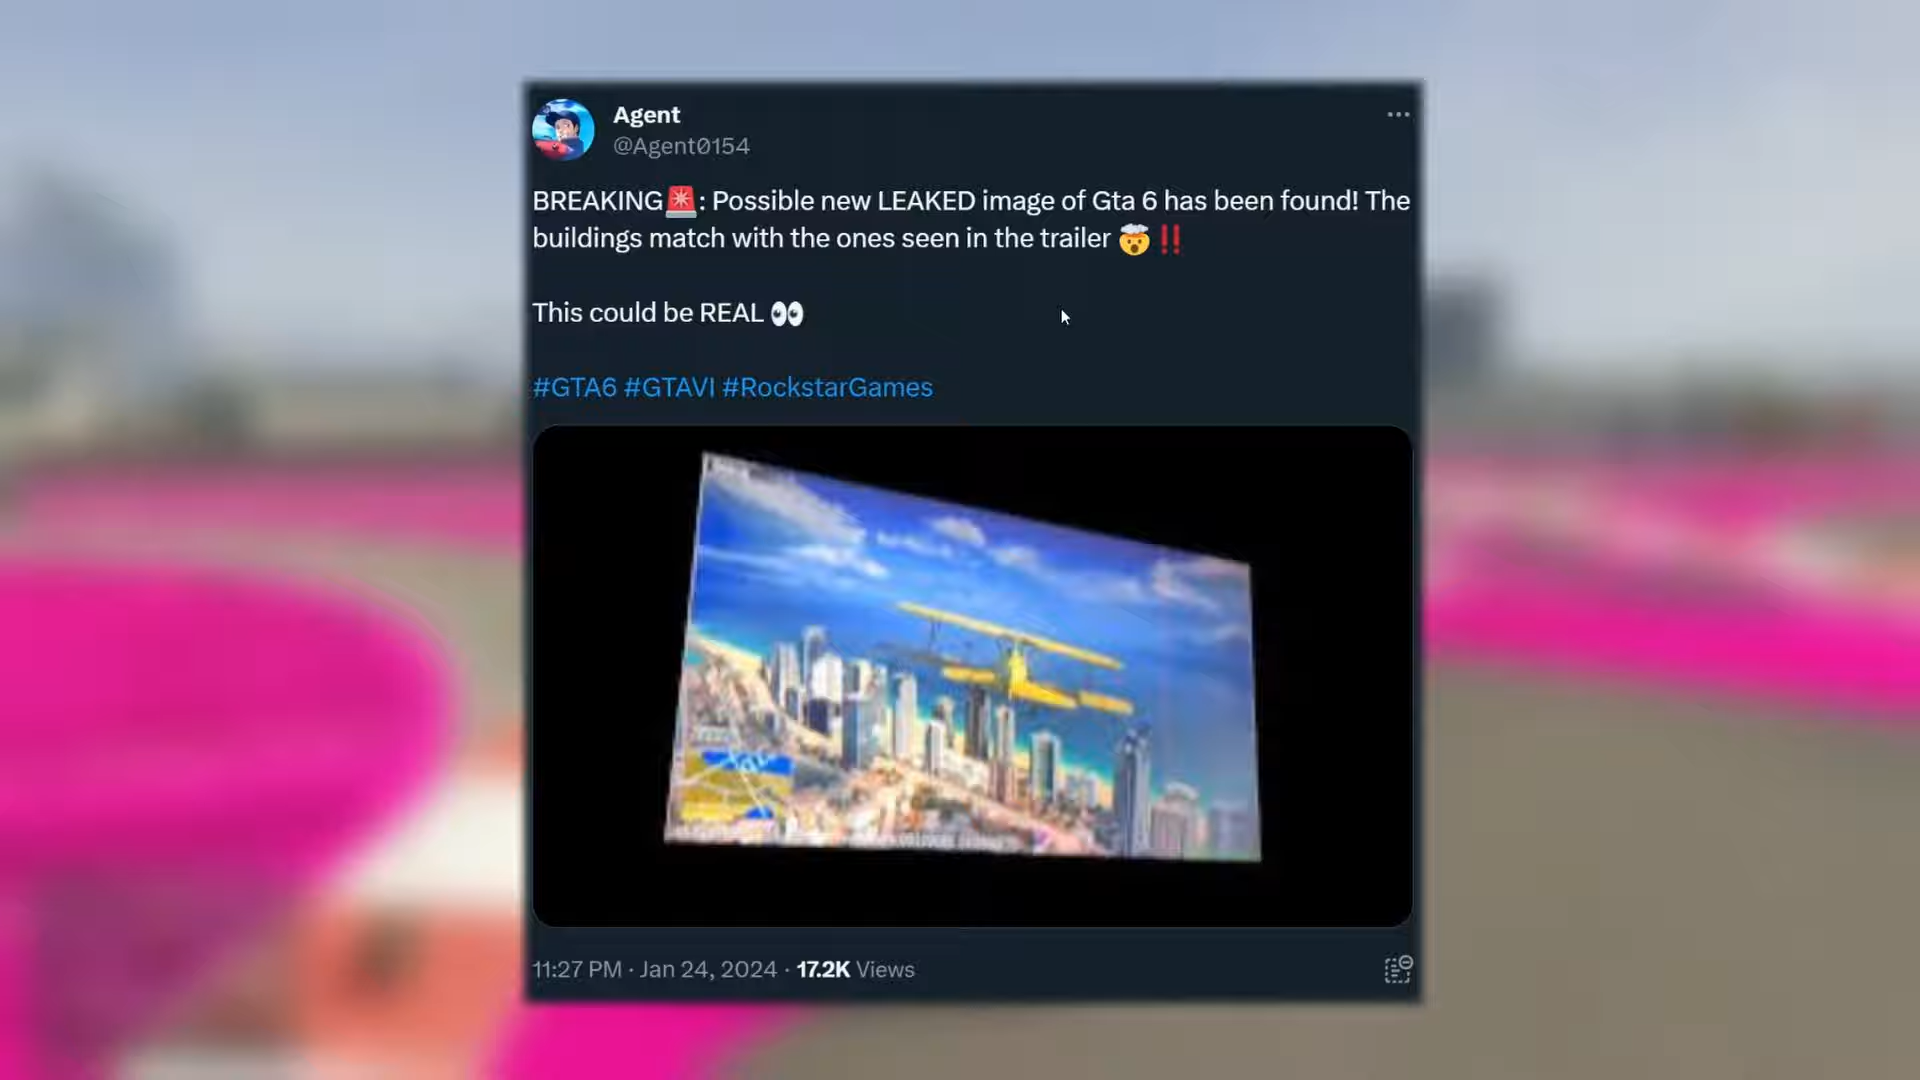 Agent
@Agent0154
BREAKING🚨: Possible new LEAKED image of Gta 6 has been found! The
buildings match with the ones seen in the trailer 🤯‼️
This could be REAL 👀
#GTA6 #GTAVI #RockstarGames
11:27 PM · Jan 24, 2024 · 17.2K Views